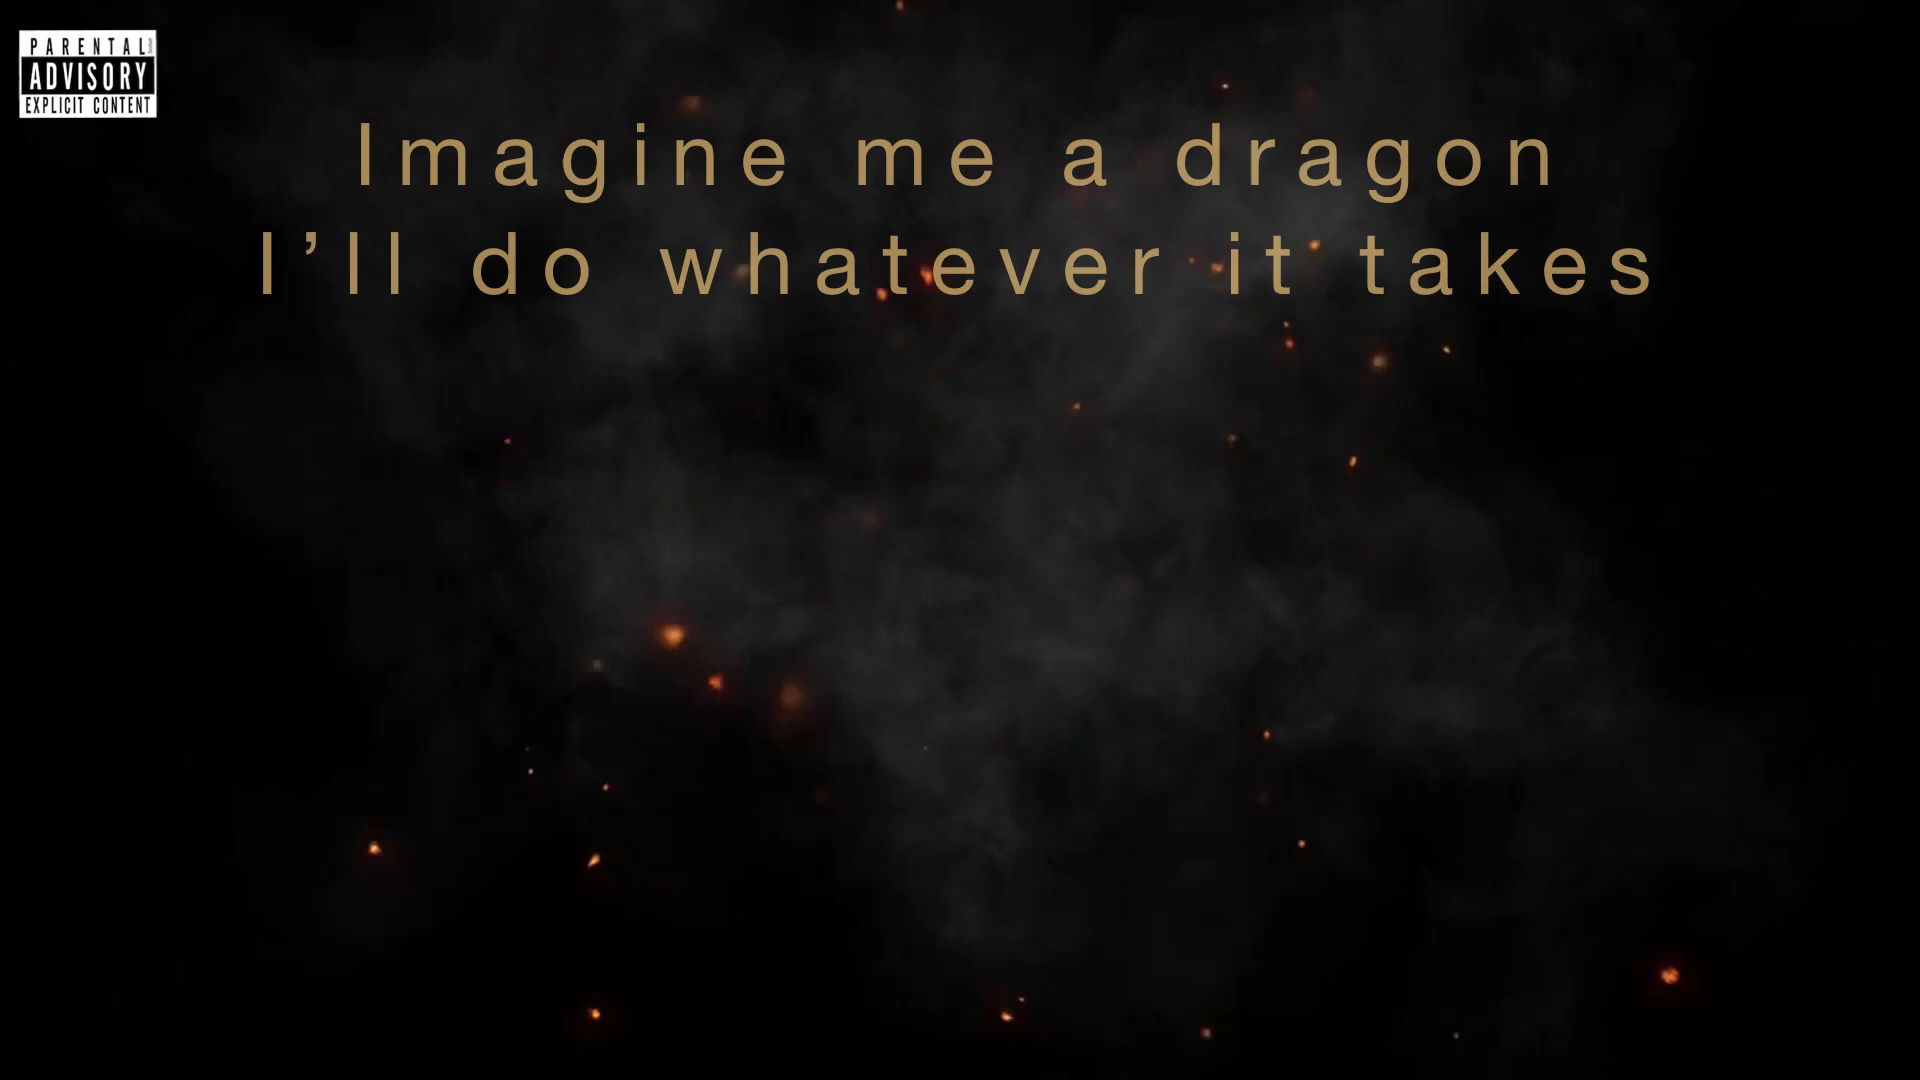 PARENTAL
ADVISORY
EXPLICIT CONTENT
Imagine me a dragon
I’ll do whatever it takes